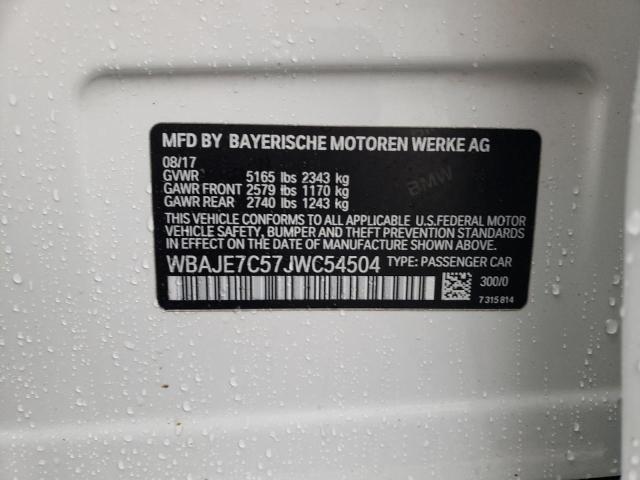 MFD BY BAYERISCHE MOTOREN WERKE AG
08/17
GVWR 5165 lbs 2343 kg
GAWR FRONT 2579 lbs 1170 kg
GAWR REAR 2740 lbs 1243 kg
BMW
THIS VEHICLE CONFORMS TO ALL APPLICABLE U.S.FEDERAL MOTOR
VEHICLE SAFETY, BUMPER AND THEFT PREVENTION STANDARDS
IN EFFECT ON THE DATE OF MANUFACTURE SHOWN ABOVE.
WBAJE7C57JWC54504 TYPE: PASSENGER CAR
300/0
7 315 814